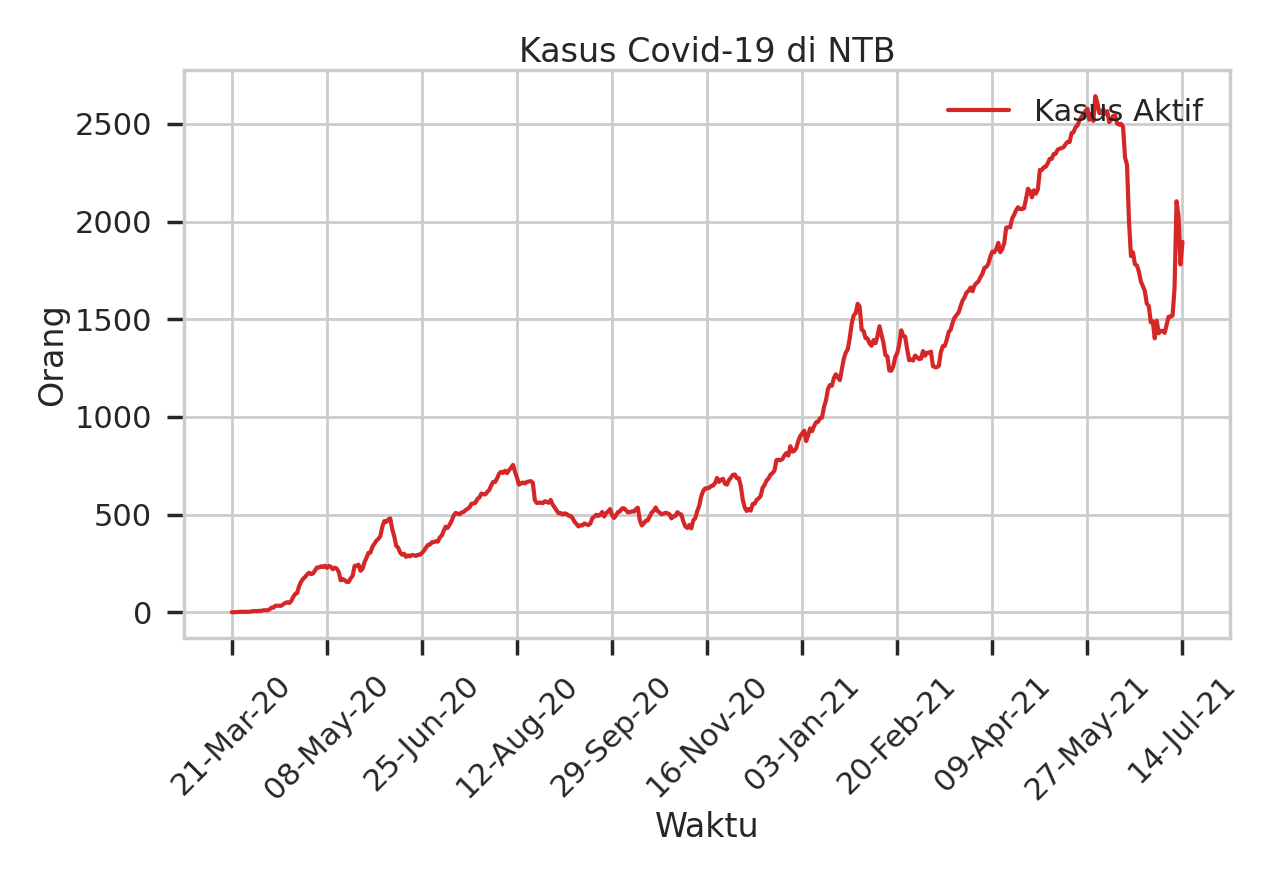 Kasus Covid-19 di NTB
Kasus Aktif
Orang
2500
2000
1500
1000
500
0
21-Mar-20
08-May-20
25-Jun-20
12-Aug-20
29-Sep-20
16-Nov-20
03-Jan-21
20-Feb-21
09-Apr-21
27-May-21
14-Jul-21
Waktu